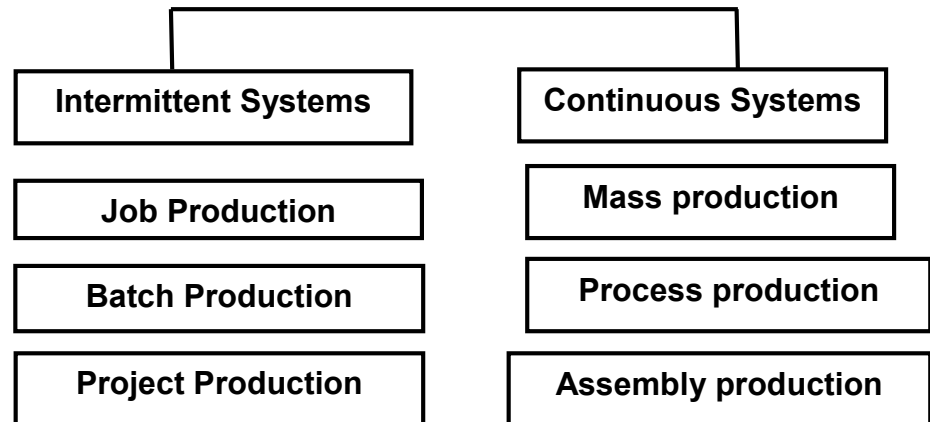 Intermittent Systems
Continuous Systems
Job Production
Mass production
Batch Production
Process production
Project Production
Assembly production